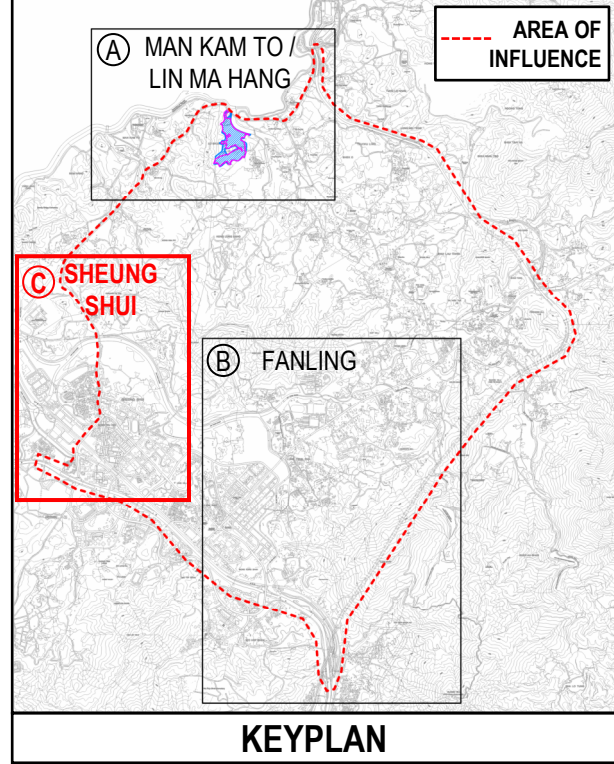 AREA OF
INFLUENCE
A MAN KAM TO /
LIN MA HANG
C SHEUNG
SHUI
B FANLING
KEYPLAN